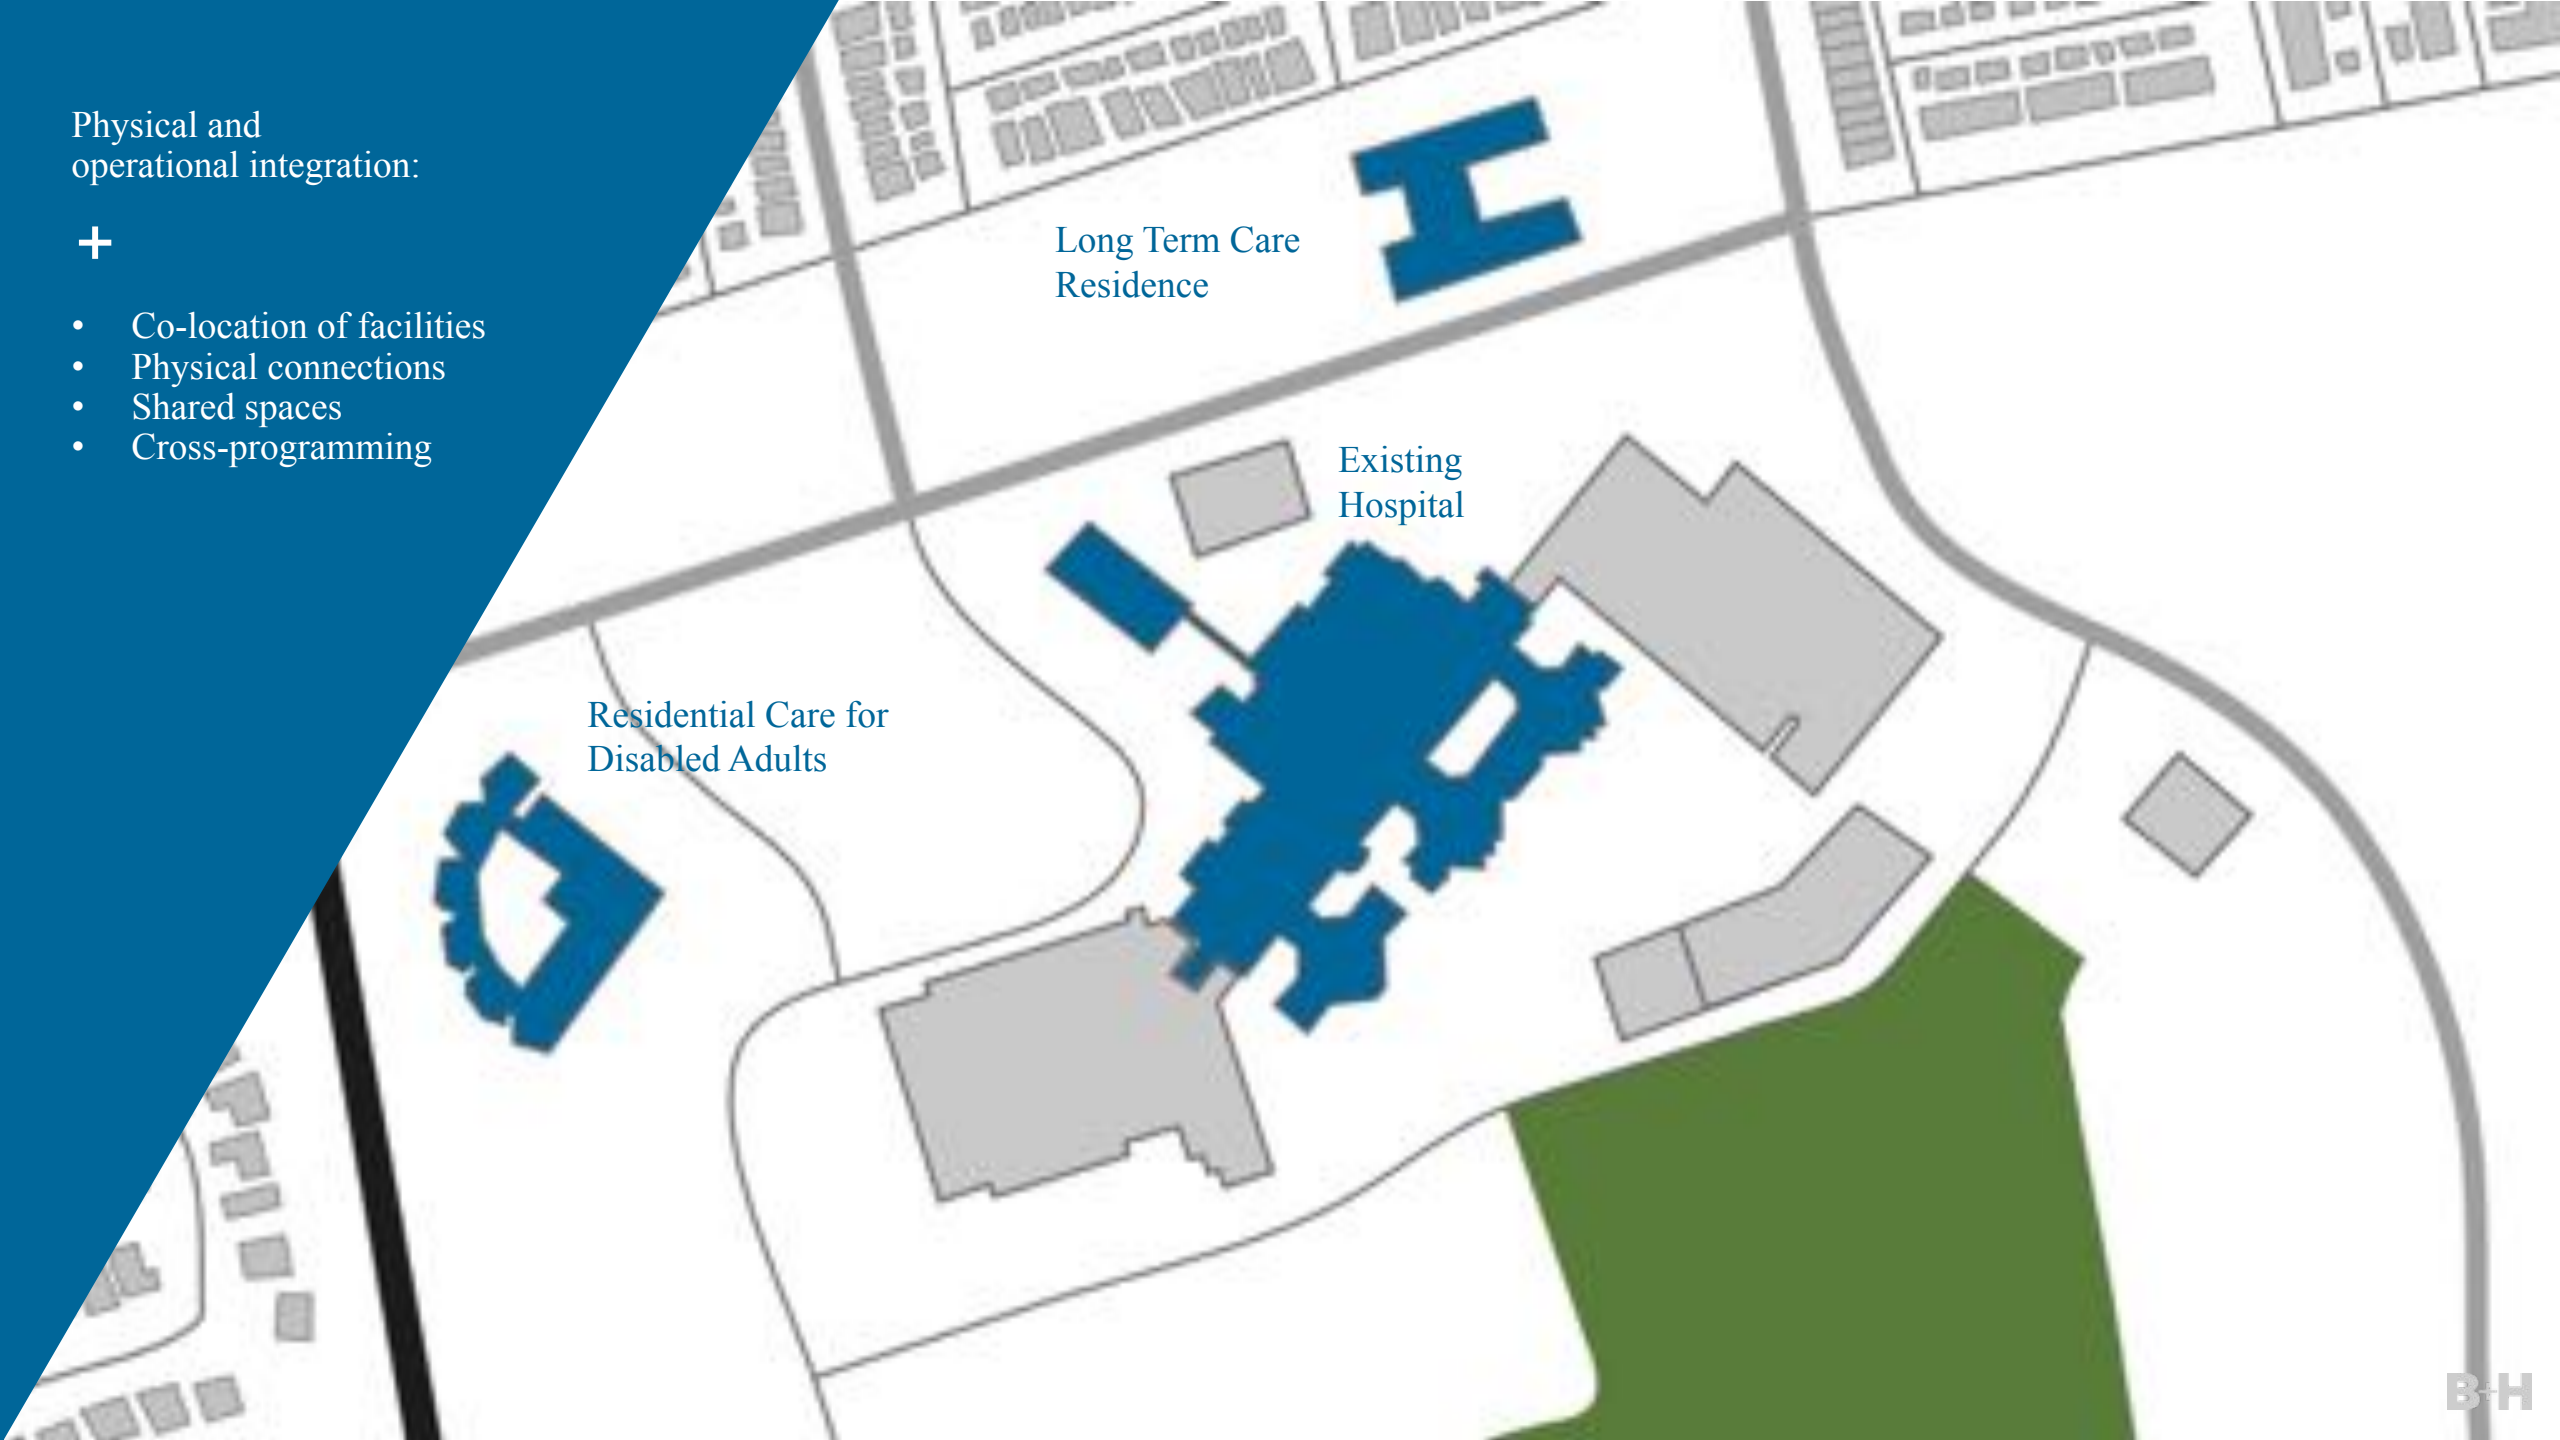 Physical and
operational integration:
+
• Co-location of facilities
• Physical connections
• Shared spaces
• Cross-programming
Long Term Care
Residence
Existing
Hospital
Residential Care for
Disabled Adults
B+H